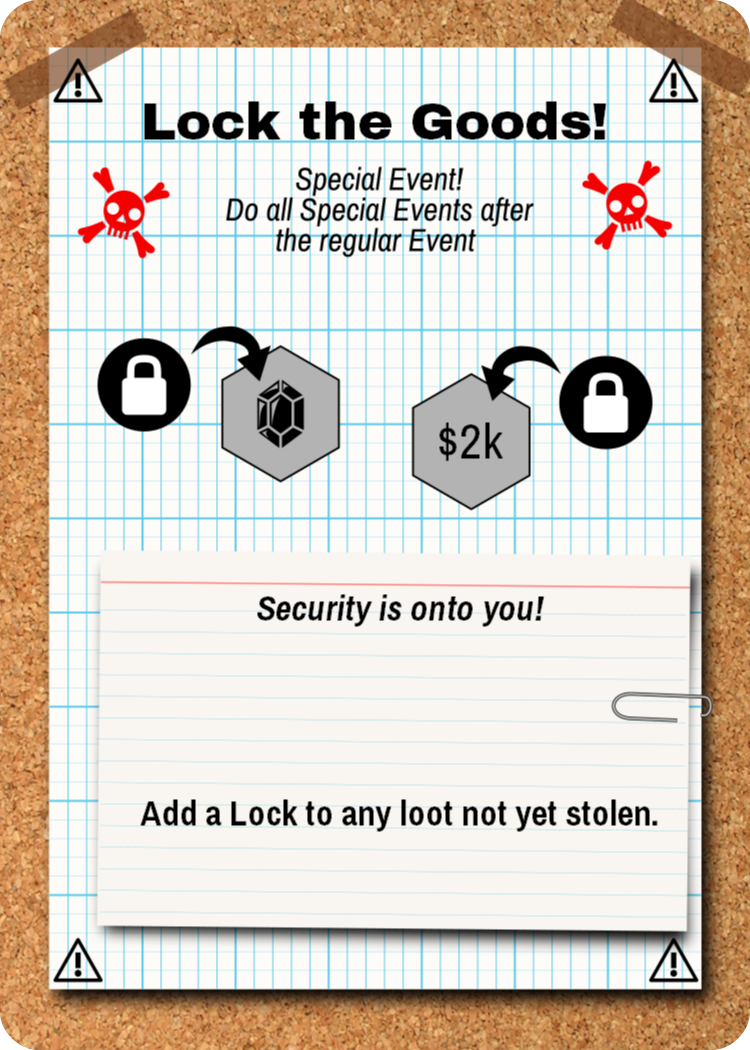 Lock the Goods!
Special Event!
Do all Special Events after
the regular Event
$2k
Security is onto you!
Add a Lock to any loot not yet stolen.